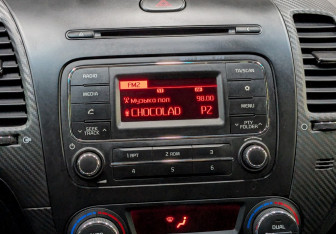 RADIO
MEDIA
SEEK
TRACK
FM2
Музыка поп 98.00
CHOCOLAD P2
TA/SCAN
MENU
PTY
FOLDER
1 RPT 2 RDM 3
4 5 6
DUAL